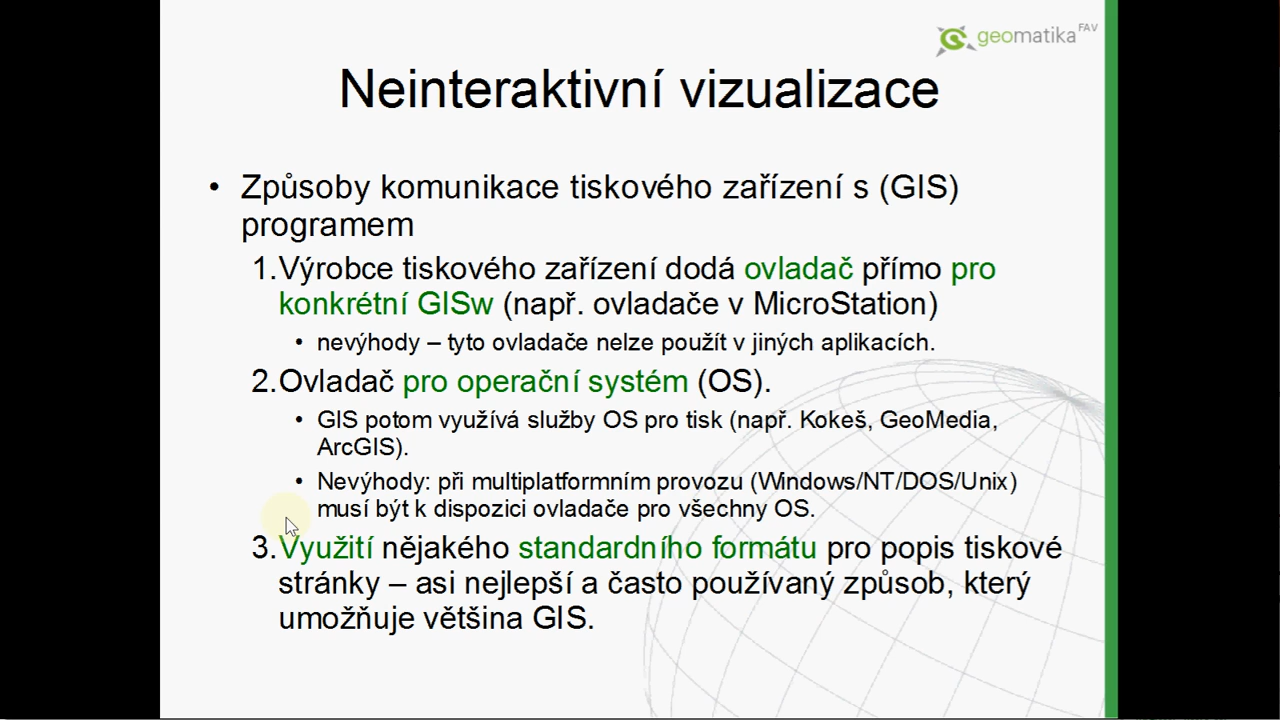 geomatika FAV
Neinteraktivní vizualizace
• Způsoby komunikace tiskového zařízení s (GIS)
programem
1.Výrobce tiskového zařízení dodá ovladač přímo pro
konkrétní GISw (např. ovladače v MicroStation)
• nevýhody – tyto ovladače nelze použít v jiných aplikacích.
2.Ovladač pro operační systém (OS).
• GIS potom využívá služby OS pro tisk (např. Kokeš, GeoMedia,
ArcGIS).
• Nevýhody: při multiplatformním provozu (Windows/NT/DOS/Unix)
musí být k dispozici ovladače pro všechny OS.
3.Využití nějakého standardního formátu pro popis tiskové
stránky – asi nejlepší a často používaný způsob, který
umožňuje většina GIS.